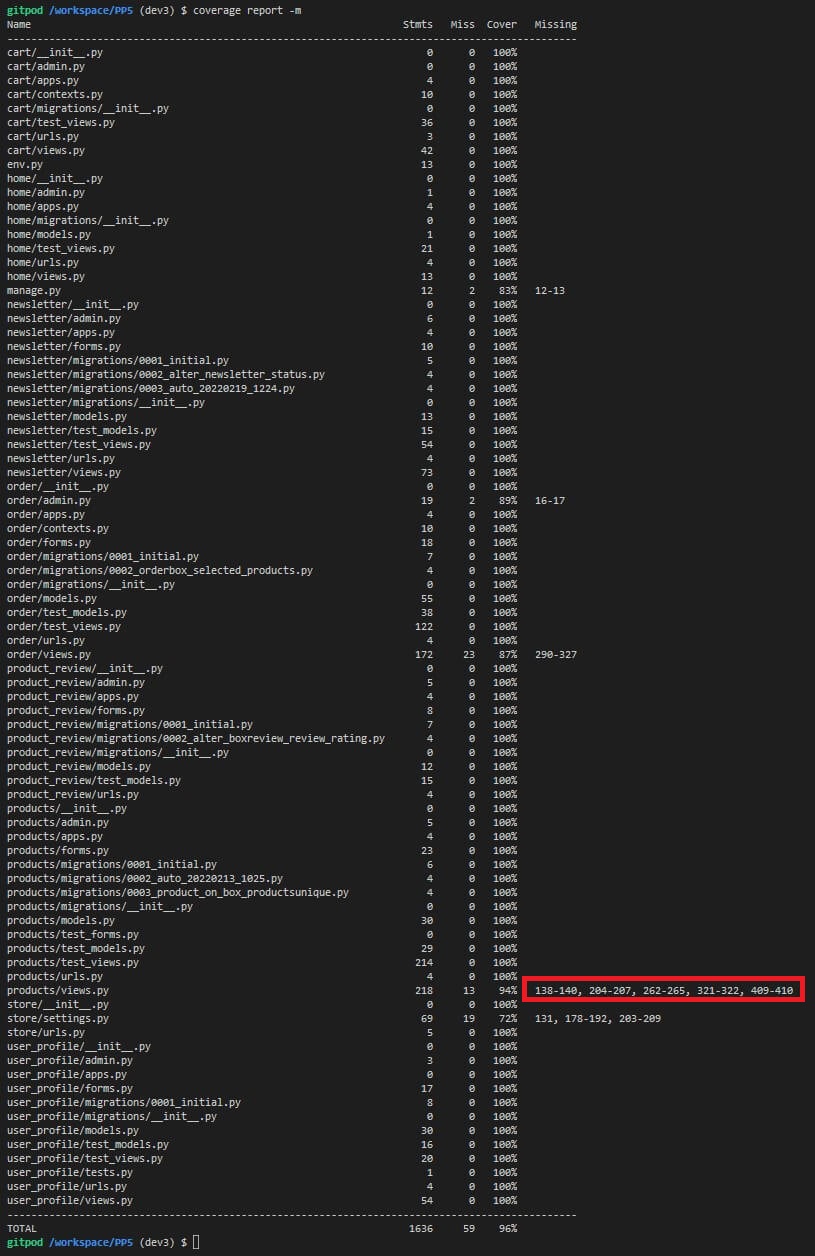 gitpod /workspace/PP5 (dev3) $ coverage report -m
Name Stmts Miss Cover Missing
-----------------------------------------------------------------------------------------------
cart/__init__.py 0 0 100%
cart/admin.py 0 0 100%
cart/apps.py 4 0 100%
cart/contexts.py 10 0 100%
cart/migrations/__init__.py 0 0 100%
cart/test_views.py 36 0 100%
cart/urls.py 3 0 100%
cart/views.py 42 0 100%
env.py 13 0 100%
home/__init__.py 0 0 100%
home/admin.py 1 0 100%
home/apps.py 4 0 100%
home/migrations/__init__.py 0 0 100%
home/models.py 1 0 100%
home/test_views.py 21 0 100%
home/urls.py 4 0 100%
home/views.py 13 0 100%
manage.py 12 2 83% 12-13
newsletter/__init__.py 0 0 100%
newsletter/admin.py 6 0 100%
newsletter/apps.py 4 0 100%
newsletter/forms.py 10 0 100%
newsletter/migrations/0001_initial.py 5 0 100%
newsletter/migrations/0002_alter_newsletter_status.py 4 0 100%
newsletter/migrations/0003_auto_20220219_1224.py 4 0 100%
newsletter/migrations/__init__.py 0 0 100%
newsletter/models.py 13 0 100%
newsletter/test_models.py 15 0 100%
newsletter/test_views.py 54 0 100%
newsletter/urls.py 4 0 100%
newsletter/views.py 73 0 100%
order/__init__.py 0 0 100%
order/admin.py 19 2 89% 16-17
order/apps.py 4 0 100%
order/contexts.py 10 0 100%
order/forms.py 18 0 100%
order/migrations/0001_initial.py 7 0 100%
order/migrations/0002_orderbox_selected_products.py 4 0 100%
order/migrations/__init__.py 0 0 100%
order/models.py 55 0 100%
order/test_models.py 38 0 100%
order/test_views.py 122 0 100%
order/urls.py 4 0 100%
order/views.py 172 23 87% 290-327
product_review/__init__.py 0 0 100%
product_review/admin.py 5 0 100%
product_review/apps.py 4 0 100%
product_review/forms.py 8 0 100%
product_review/migrations/0001_initial.py 7 0 100%
product_review/migrations/0002_alter_boxreview_review_rating.py 4 0 100%
product_review/migrations/__init__.py 0 0 100%
product_review/models.py 12 0 100%
product_review/test_models.py 15 0 100%
product_review/urls.py 4 0 100%
products/__init__.py 0 0 100%
products/admin.py 5 0 100%
products/apps.py 4 0 100%
products/forms.py 23 0 100%
products/migrations/0001_initial.py 6 0 100%
products/migrations/0002_auto_20220213_1025.py 4 0 100%
products/migrations/0003_product_on_box_productsunique.py 4 0 100%
products/migrations/__init__.py 0 0 100%
products/models.py 30 0 100%
products/test_forms.py 0 0 100%
products/test_models.py 29 0 100%
products/test_views.py 214 0 100%
products/urls.py 4 0 100%
products/views.py 218 13 94% 138-140, 204-207, 262-265, 321-322, 409-410
store/__init__.py 0 0 100%
store/settings.py 69 19 72% 131, 178-192, 203-209
store/urls.py 5 0 100%
user_profile/__init__.py 0 0 100%
user_profile/admin.py 3 0 100%
user_profile/apps.py 0 0 100%
user_profile/forms.py 17 0 100%
user_profile/migrations/0001_initial.py 8 0 100%
user_profile/migrations/__init__.py 0 0 100%
user_profile/models.py 30 0 100%
user_profile/test_models.py 16 0 100%
user_profile/test_views.py 20 0 100%
user_profile/tests.py 1 0 100%
user_profile/urls.py 4 0 100%
user_profile/views.py 54 0 100%
-----------------------------------------------------------------------------------------------
TOTAL 1636 59 96%
gitpod /workspace/PP5 (dev3) $